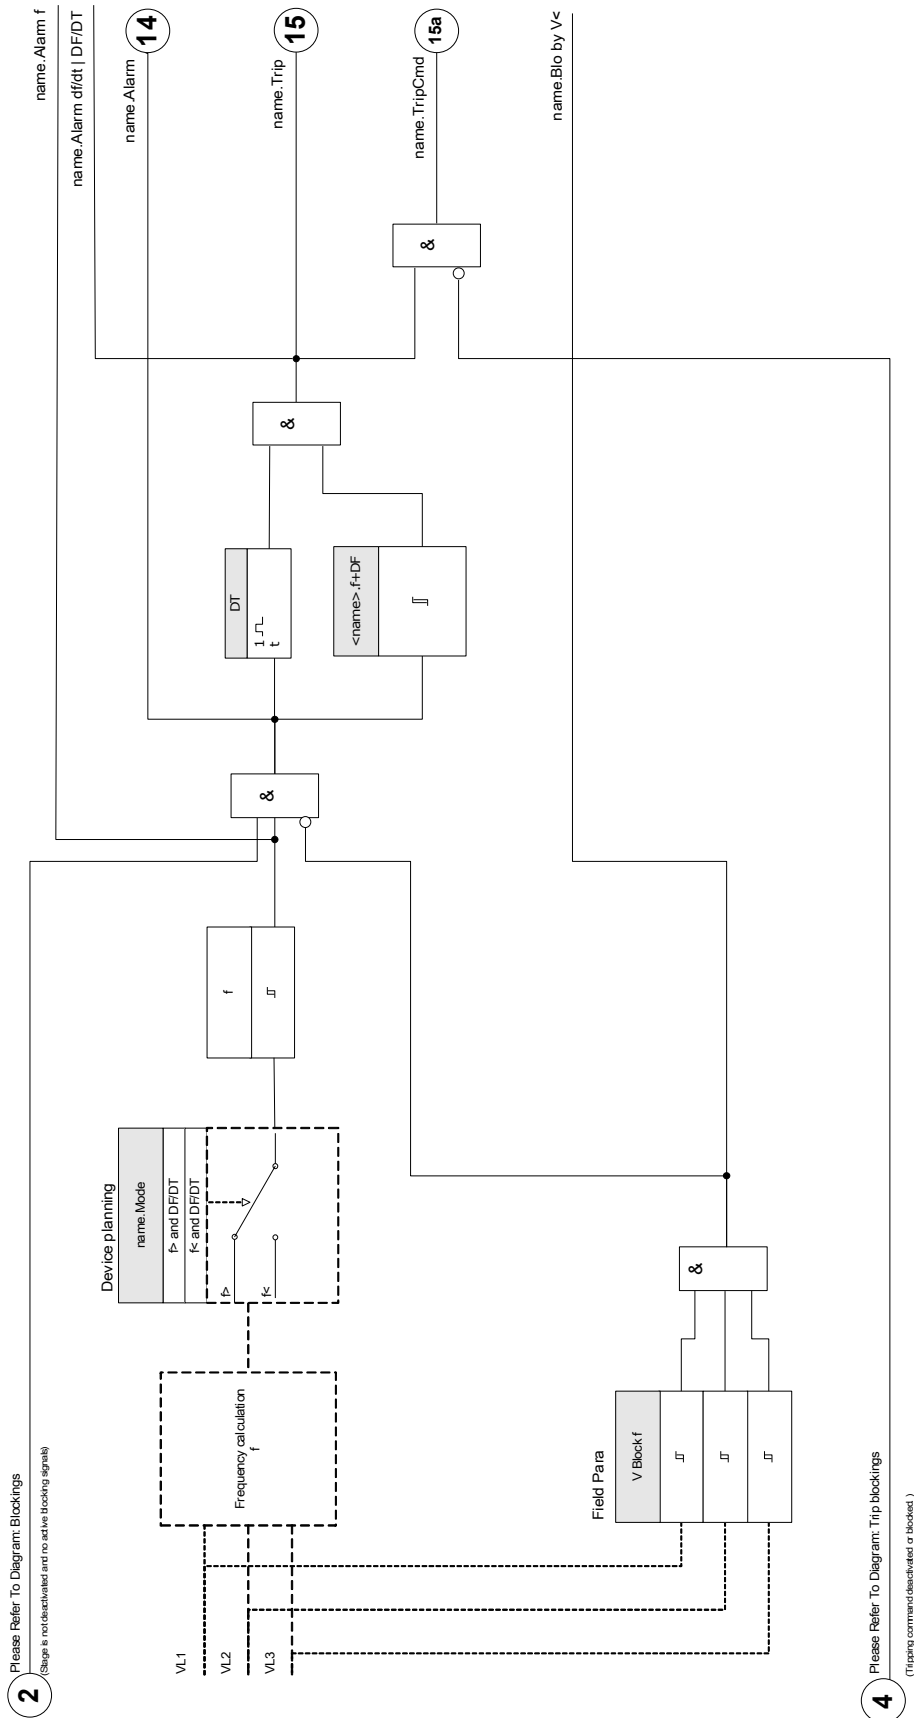 2
Please Refer To Diagram: Blockings
(Stage is not deactivated and no active blocking signals)
VL1
VL2
VL3
Frequency calculation
f
Device planning
name.Mode
f> and DF/DT
f< and DF/DT
f>
f<
f
&
DT
1
t
<name>.f+DF
&
&
name.Alarm f
name.Alarm df/dt | DF/DT
name.Alarm
14
name.Trip
15
name.TripCmd
15a
name.Blo by V<
Field Para
V Block f
&
4
Please Refer To Diagram: Trip blockings
(Tripping command deactivated or blocked. )